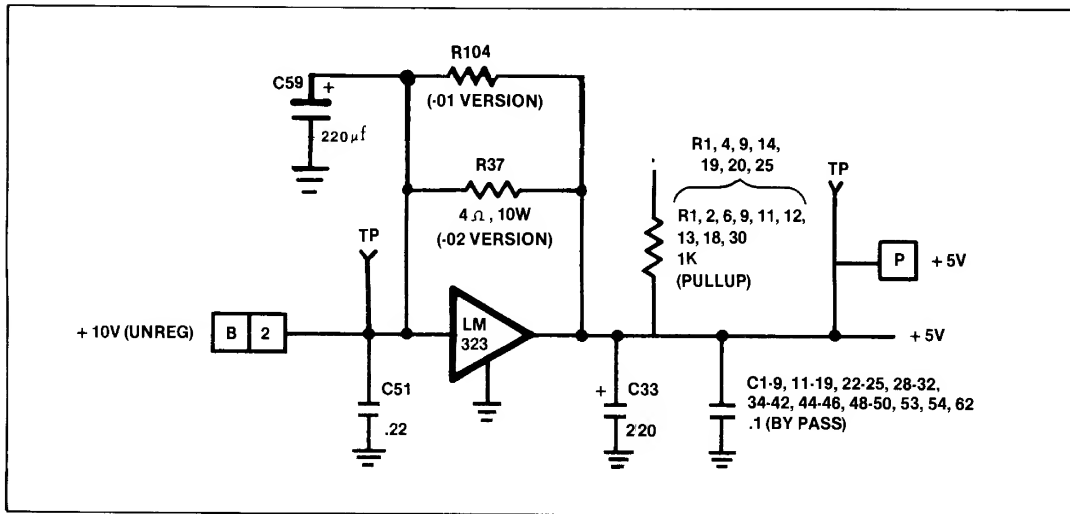 R104
(-01 VERSION)
C59
+
220µf
R37
4 Ω, 10W
(-02 VERSION)
R1, 4, 9, 14,
19, 20, 25
R1, 2, 6, 9, 11, 12,
13, 18, 30
1K
(PULLUP)
TP
TP
P
+ 5V
+ 10V (UNREG)
B
2
LM
323
+ 5V
C51
.22
+
C33
220
C1-9, 11-19, 22-25, 28-32,
34-42, 44-46, 48-50, 53, 54, 62
.1 (BY PASS)